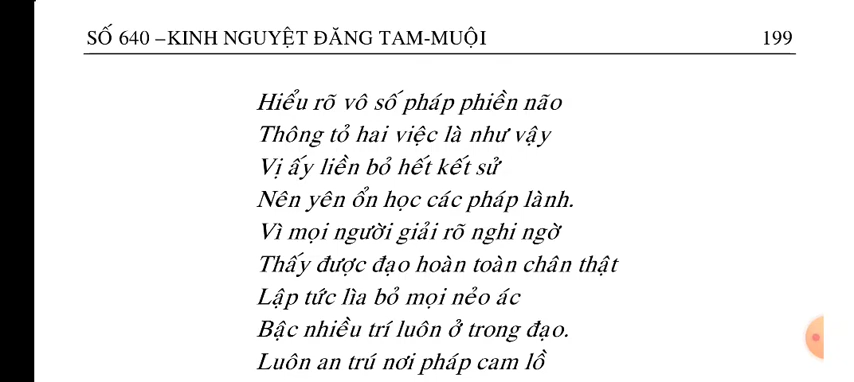 SỐ 640 –KINH NGUYỆT ĐĂNG TAM-MUỘI 199
Hiểu rõ vô số pháp phiền não
Thông tỏ hai việc là như vậy
Vị ấy liền bỏ hết kết sử
Nên yên ổn học các pháp lành.
Vì mọi người giải rõ nghi ngờ
Thấy được đạo hoàn toàn chân thật
Lập tức lìa bỏ mọi nẻo ác
Bậc nhiều trí luôn ở trong đạo.
Luôn an trú nơi pháp cam lồ